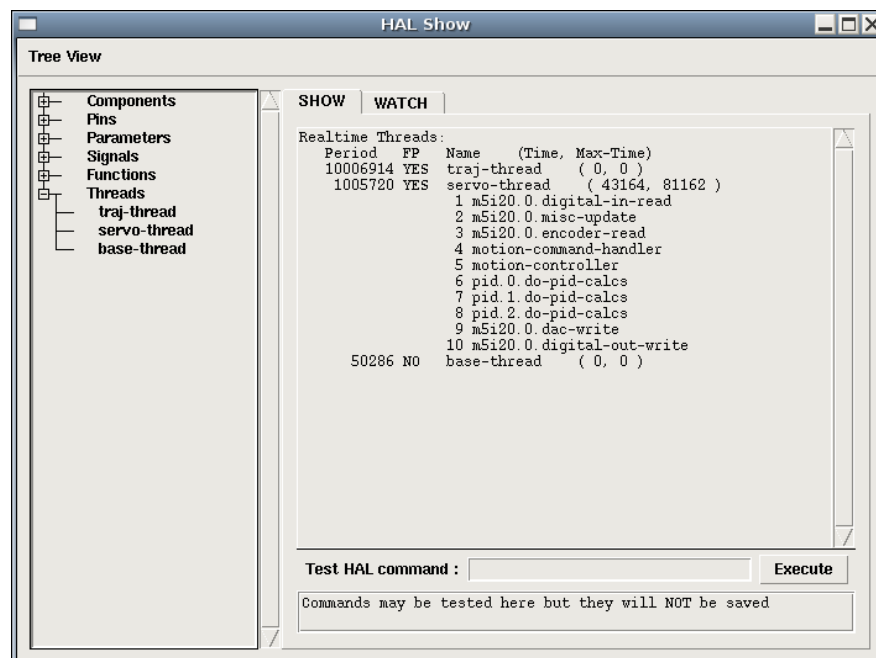 HAL Show
Tree View
Components
Pins
Parameters
Signals
Functions
Threads
traj-thread
servo-thread
base-thread
SHOW WATCH
Realtime Threads:
Period FP Name (Time, Max-Time)
10006914 YES traj-thread ( 0, 0 )
1005720 YES servo-thread ( 43164, 81162 )
1 m5i20.0.digital-in-read
2 m5i20.0.misc-update
3 m5i20.0.encoder-read
4 motion-command-handler
5 motion-controller
6 pid.0.do-pid-calcs
7 pid.1.do-pid-calcs
8 pid.2.do-pid-calcs
9 m5i20.0.dac-write
10 m5i20.0.digital-out-write
50286 NO base-thread ( 0, 0 )
Test HAL command : Execute
Commands may be tested here but they will NOT be saved